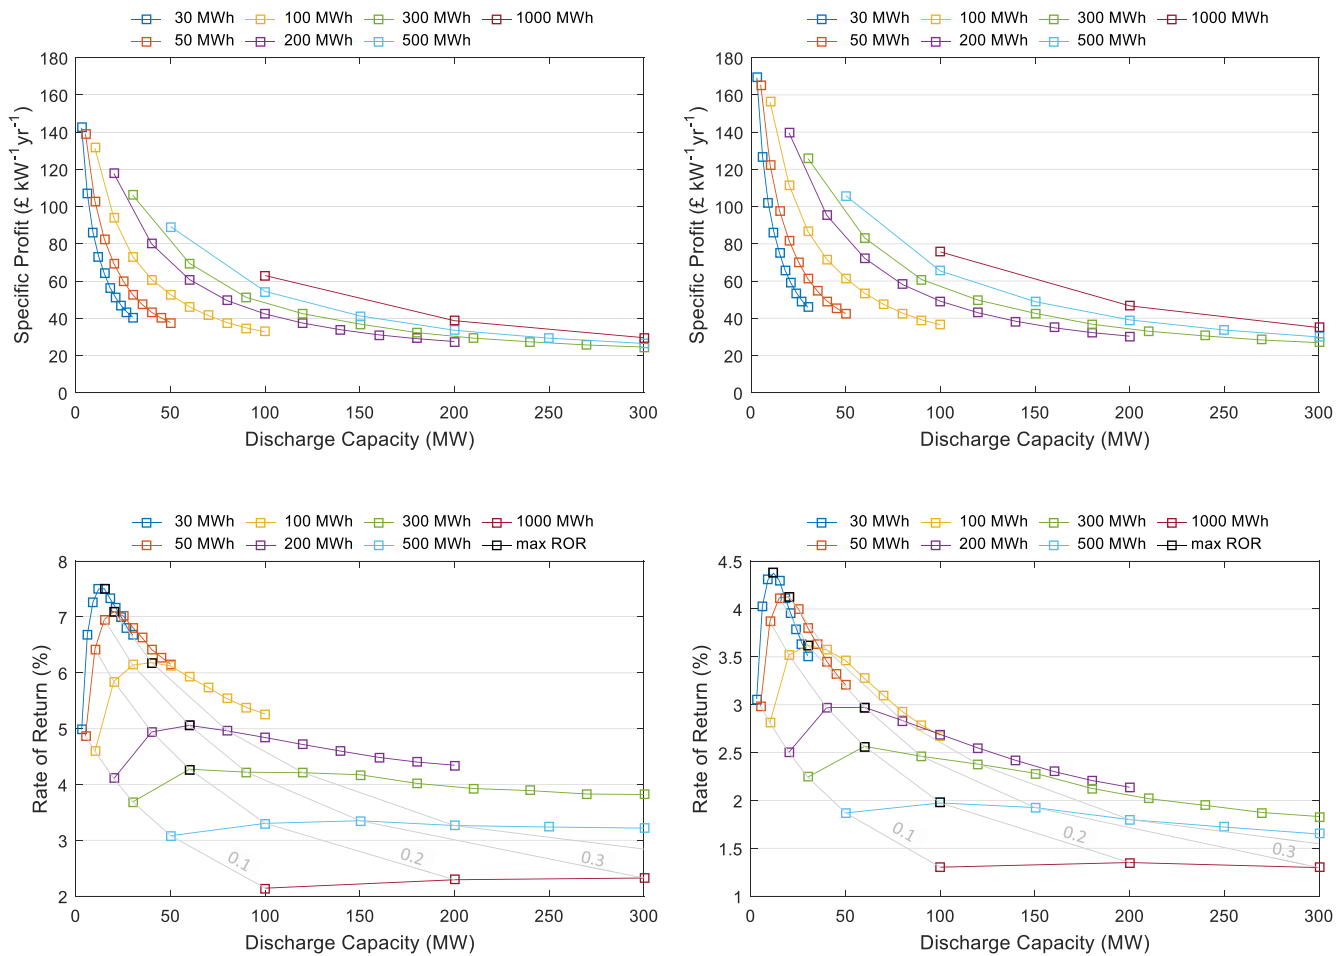 30 MWh 100 MWh 300 MWh 1000 MWh
50 MWh 200 MWh 500 MWh
180
160
140
120
100
80
60
40
20
0
Specific Profit (£ kW⁻¹yr⁻¹)
0 50 100 150 200 250 300
Discharge Capacity (MW)
30 MWh 100 MWh 300 MWh 1000 MWh
50 MWh 200 MWh 500 MWh
180
160
140
120
100
80
60
40
20
0
Specific Profit (£ kW⁻¹yr⁻¹)
0 50 100 150 200 250 300
Discharge Capacity (MW)
30 MWh 100 MWh 300 MWh 1000 MWh
50 MWh 200 MWh 500 MWh max ROR
8
7
6
5
4
3
2
Rate of Return (%)
0.1 0.2 0.3
0 50 100 150 200 250 300
Discharge Capacity (MW)
30 MWh 100 MWh 300 MWh 1000 MWh
50 MWh 200 MWh 500 MWh max ROR
4.5
4
3.5
3
2.5
2
1.5
1
Rate of Return (%)
0.1 0.2 0.3
0 50 100 150 200 250 300
Discharge Capacity (MW)